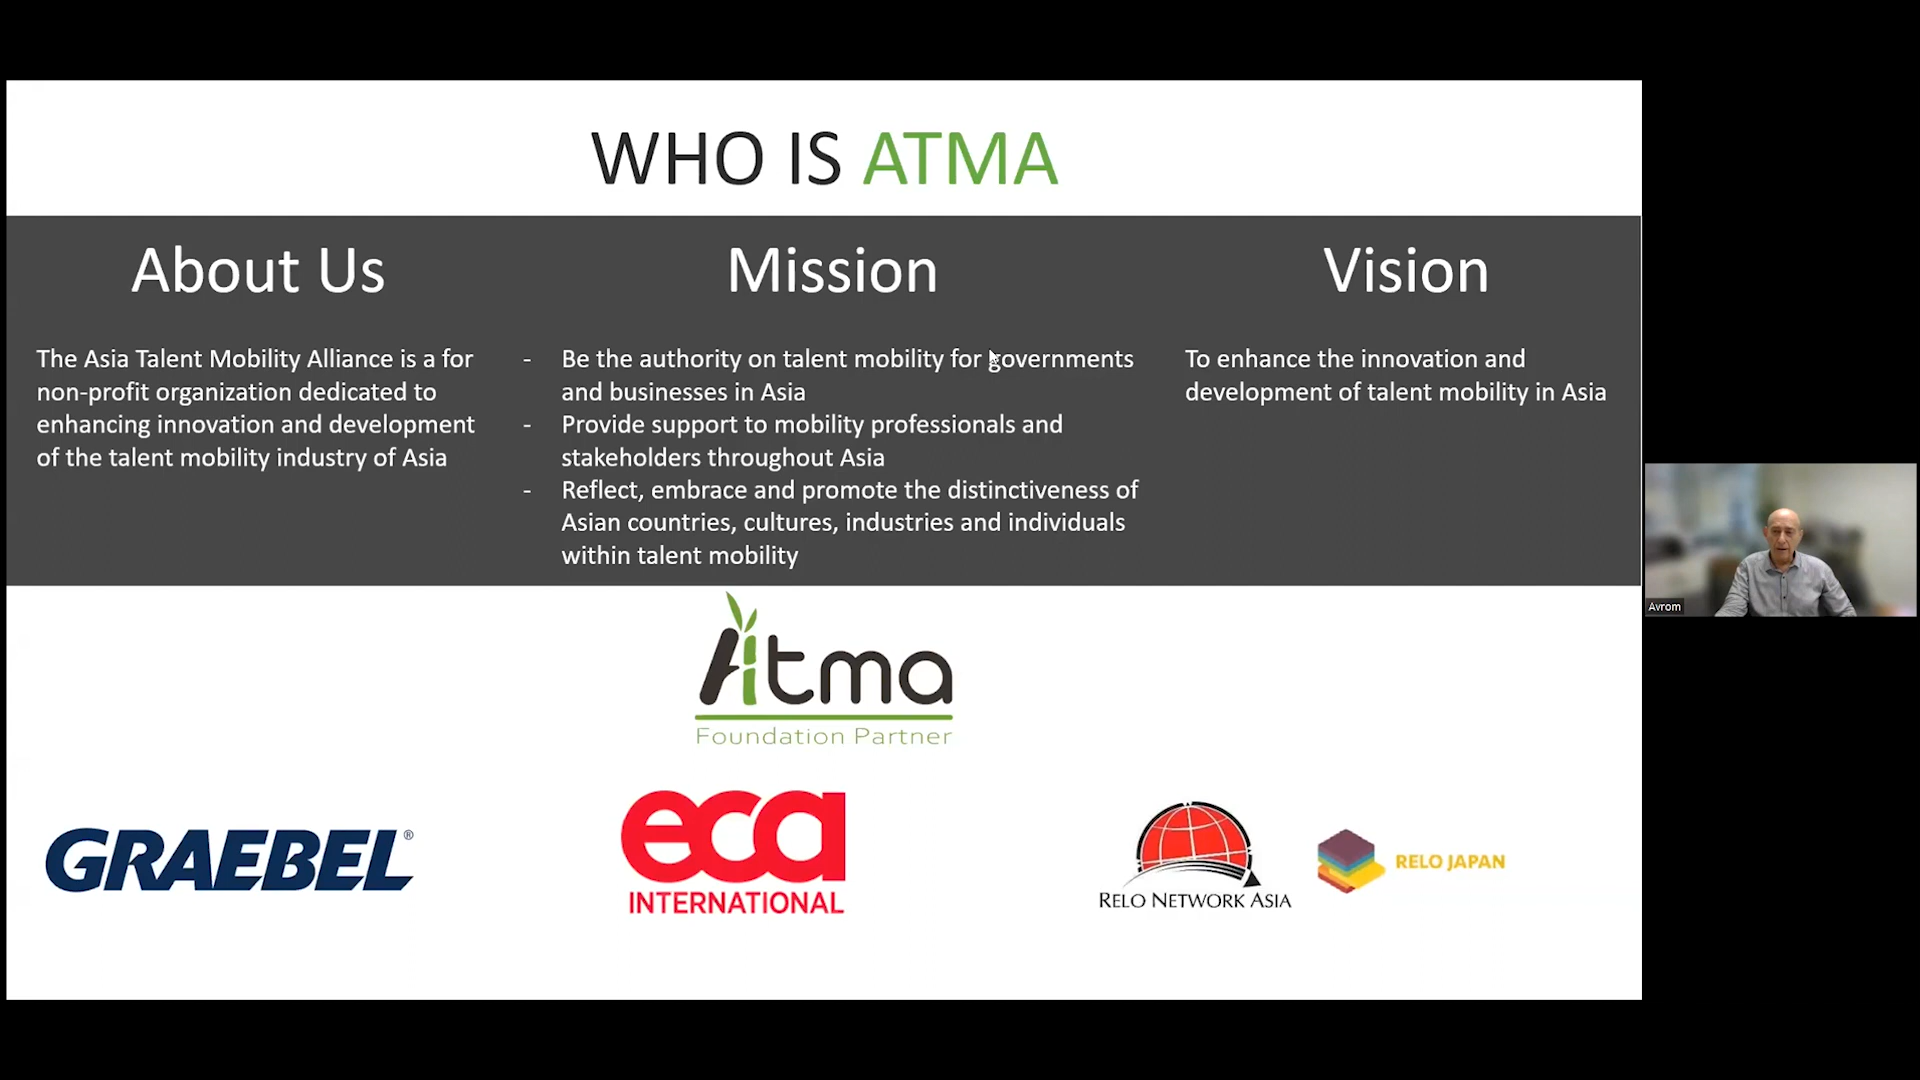 WHO IS ATMA
About Us
The Asia Talent Mobility Alliance is a for
non-profit organization dedicated to
enhancing innovation and development
of the talent mobility industry of Asia
Mission
- Be the authority on talent mobility for governments
and businesses in Asia
- Provide support to mobility professionals and
stakeholders throughout Asia
- Reflect, embrace and promote the distinctiveness of
Asian countries, cultures, industries and individuals
within talent mobility
Vision
To enhance the innovation and
development of talent mobility in Asia
Atma
Foundation Partner
GRAEBEL®
eca
INTERNATIONAL
RELO NETWORK ASIA
RELO JAPAN
Avrom